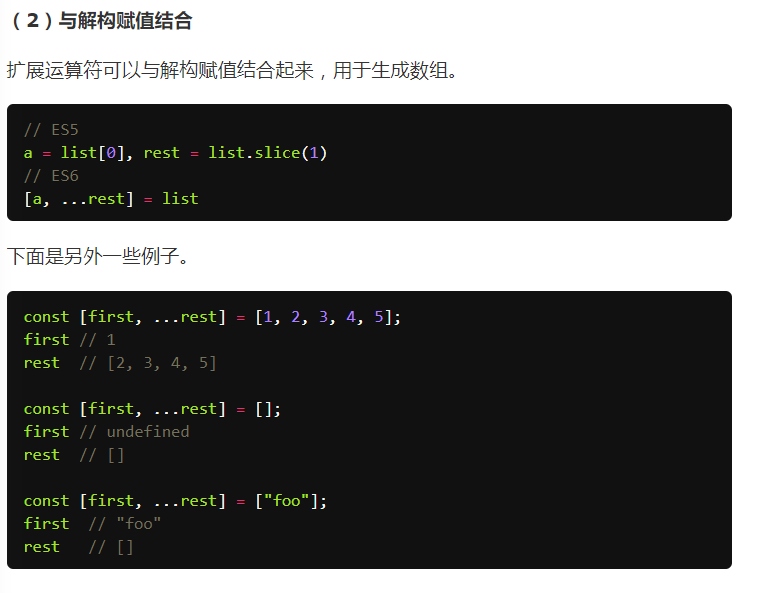 （2）与解构赋值结合
扩展运算符可以与解构赋值结合起来，用于生成数组。
// ES5
a = list[0], rest = list.slice(1)
// ES6
[a, ...rest] = list
下面是另外一些例子。
const [first, ...rest] = [1, 2, 3, 4, 5];
first // 1
rest  // [2, 3, 4, 5]
const [first, ...rest] = [];
first // undefined
rest  // []
const [first, ...rest] = ["foo"];
first  // "foo"
rest   // []